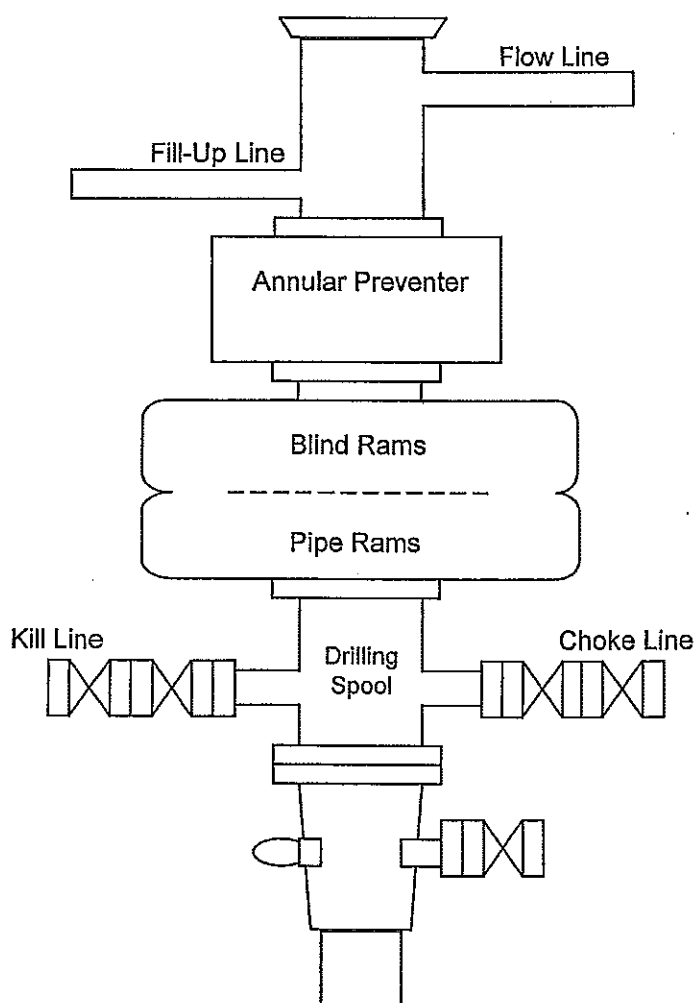 Flow Line
Fill-Up Line
Annular Preventer
Blind Rams
Pipe Rams
Kill Line
Choke Line
Drilling
Spool